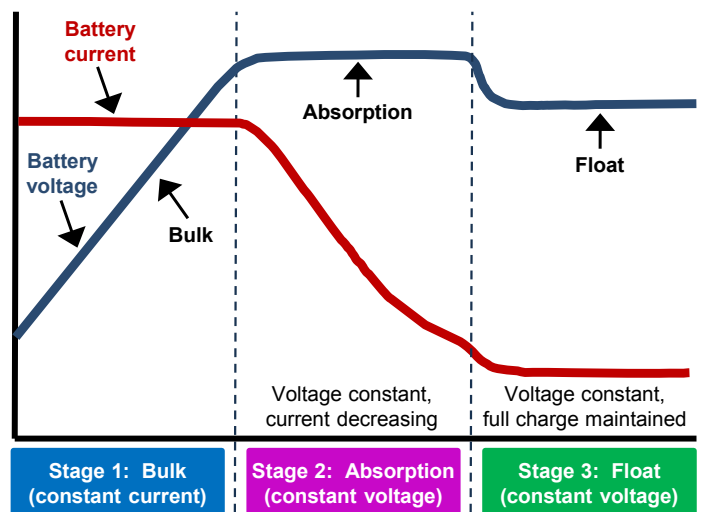 Battery
current
Absorption
Battery
voltage
Bulk
Float
Voltage constant,
current decreasing
Voltage constant,
full charge maintained
Stage 1:  Bulk
(constant current)
Stage 2:  Absorption
(constant voltage)
Stage 3:  Float
(constant voltage)